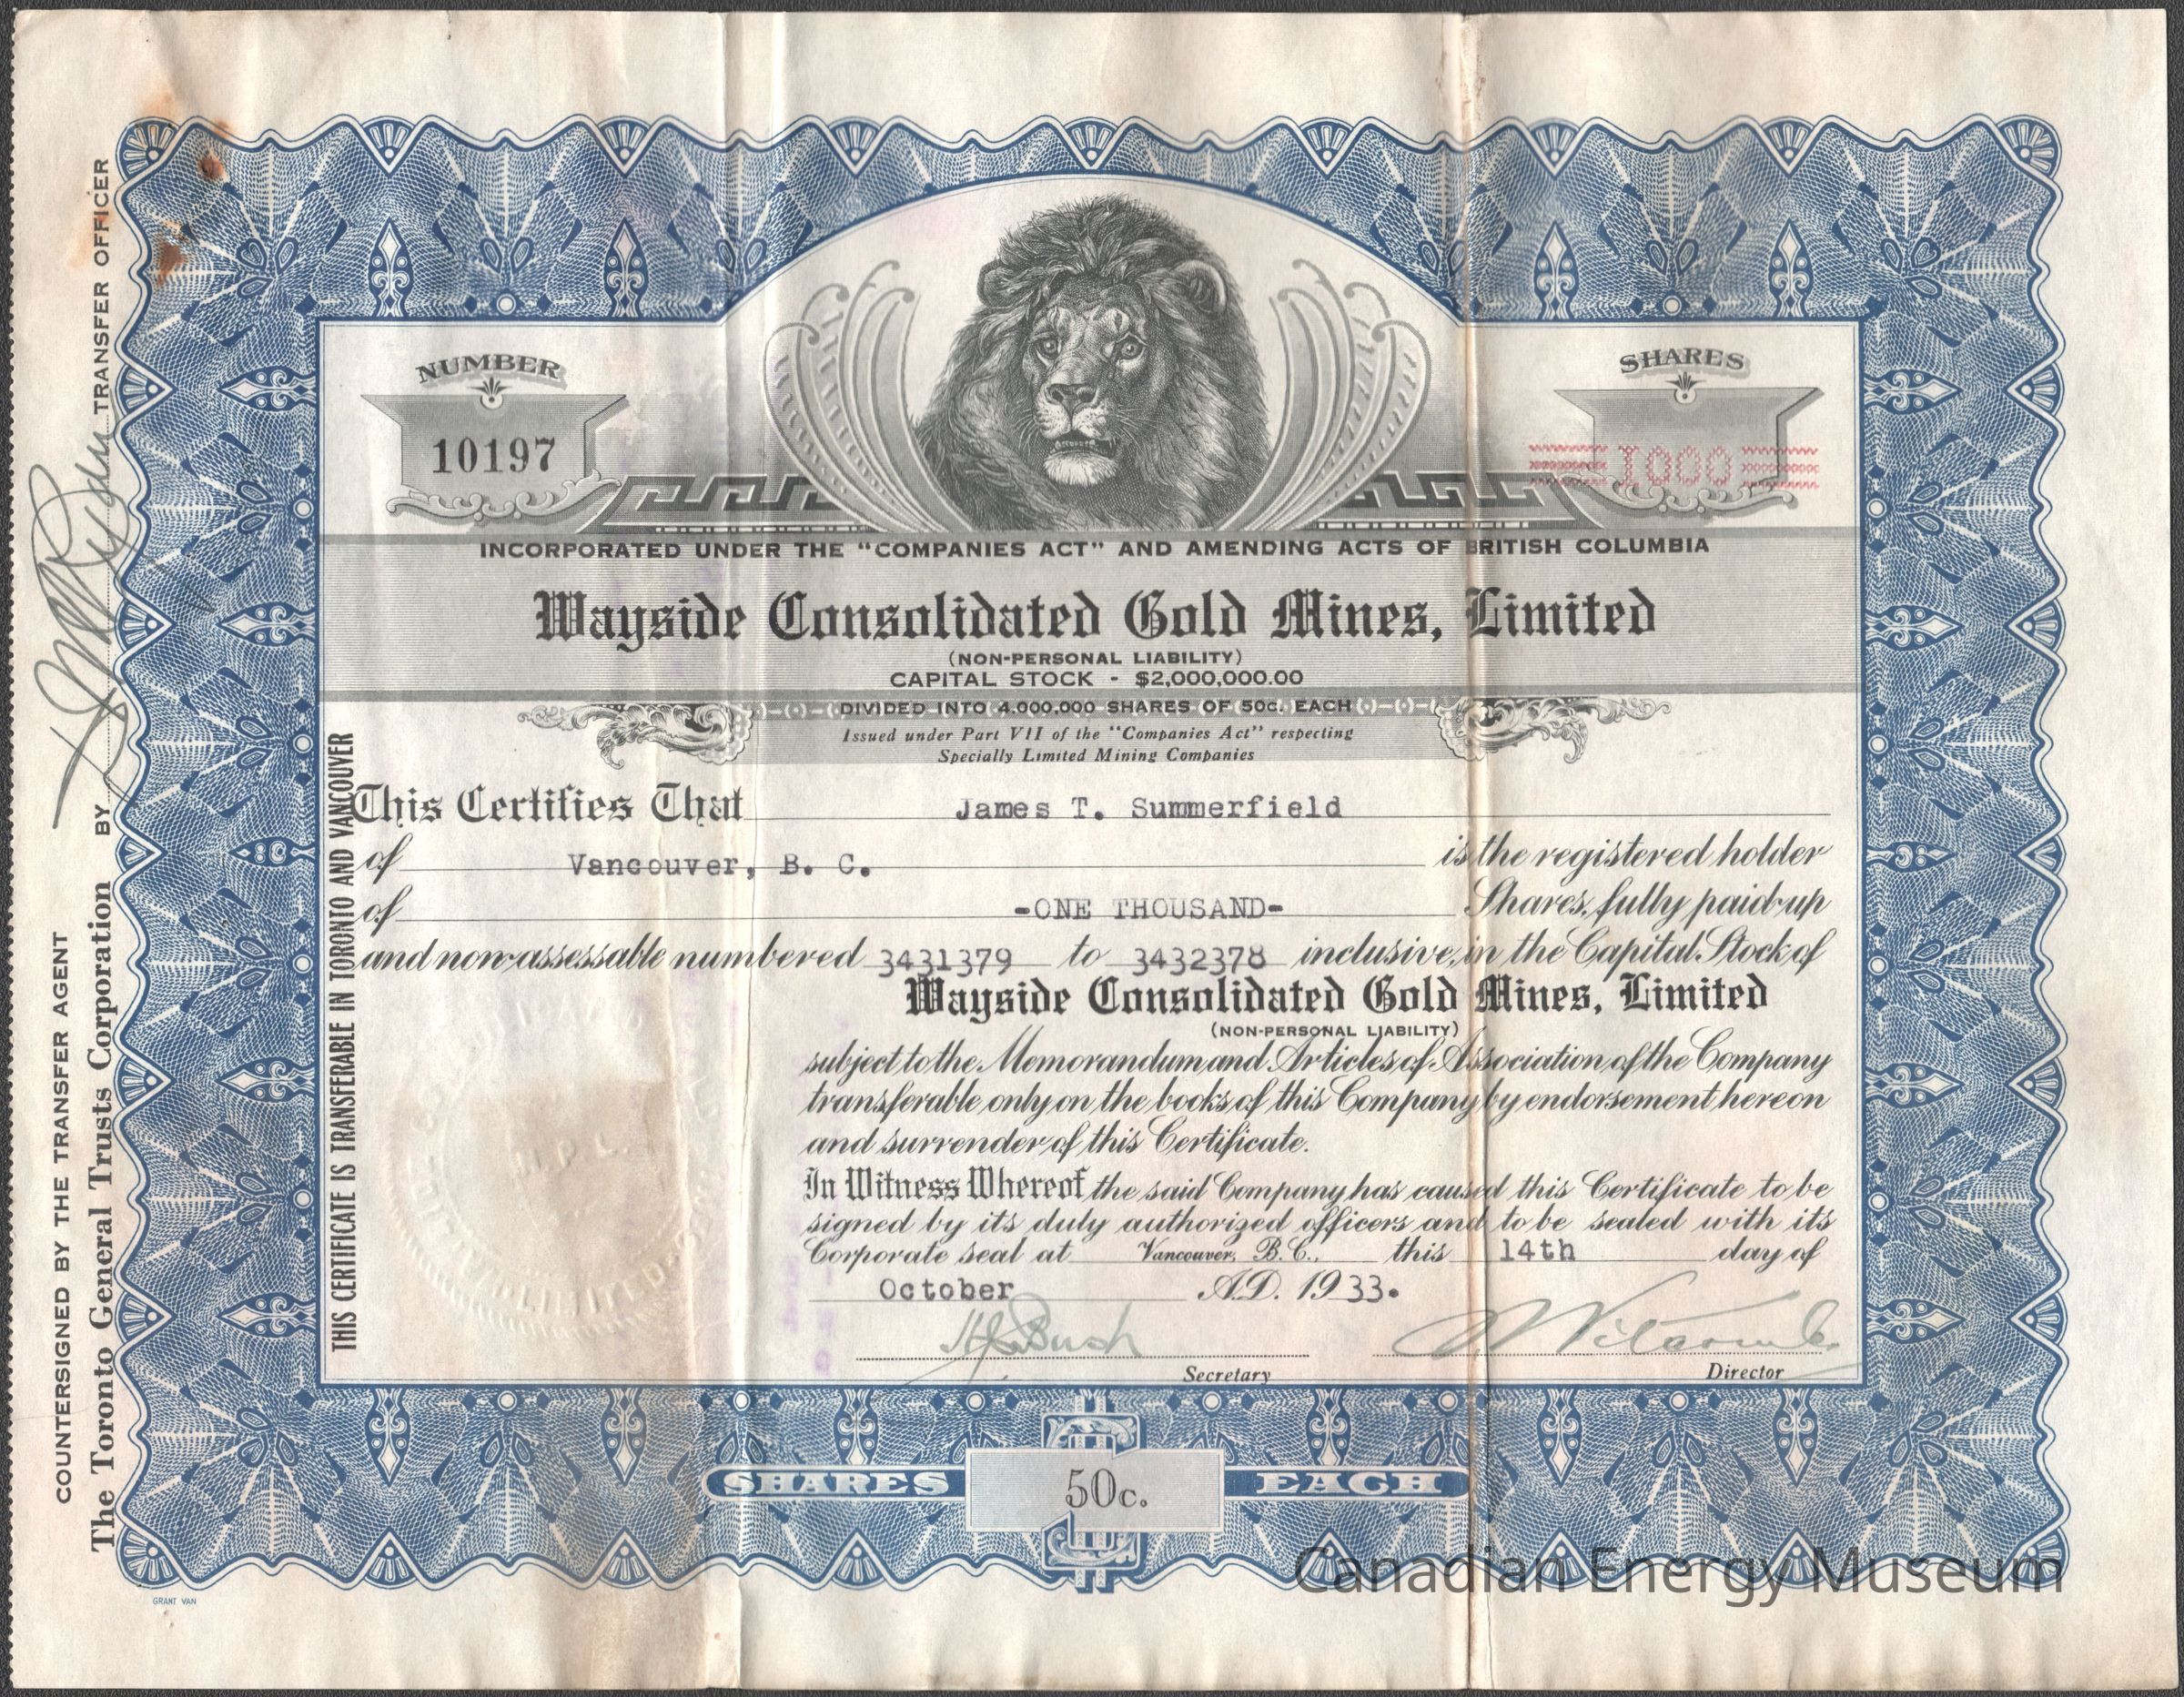 NUMBER
10197
SHARES
1000
INCORPORATED UNDER THE "COMPANIES ACT" AND AMENDING ACTS OF BRITISH COLUMBIA
Wayside Consolidated Gold Mines, Limited
(NON-PERSONAL LIABILITY)
CAPITAL STOCK - $2,000,000.00
DIVIDED INTO 4,000,000 SHARES OF 50c. EACH
Issued under Part VII of the "Companies Act" respecting
Specially Limited Mining Companies
This Certifies That James T. Summerfield
of Vancouver, B. C. is the registered holder
of -ONE THOUSAND- Shares, fully paid up
and non-assessable numbered 3431379 to 3432378 inclusive, in the Capital Stock of
Wayside Consolidated Gold Mines, Limited
(NON-PERSONAL LIABILITY)
subject to the Memorandum and Articles of Association of the Company
transferable only on the books of this Company by endorsement hereon
and surrender of this Certificate.
In Witness Whereof the said Company has caused this Certificate to be
signed by its duly authorized officers and to be sealed with its
Corporate seal at Vancouver, B.C., this 14th day of
October A.D. 1933.
Bush
Secretary
Director
SHARES 50c. EACH
THIS CERTIFICATE IS TRANSFERABLE IN TORONTO AND VANCOUVER
COUNTERSIGNED BY THE TRANSFER AGENT
The Toronto General Trusts Corporation
BY TRANSFER OFFICER
N.P.L.
LIMITED
GRANT VAN
Canadian Energy Museum